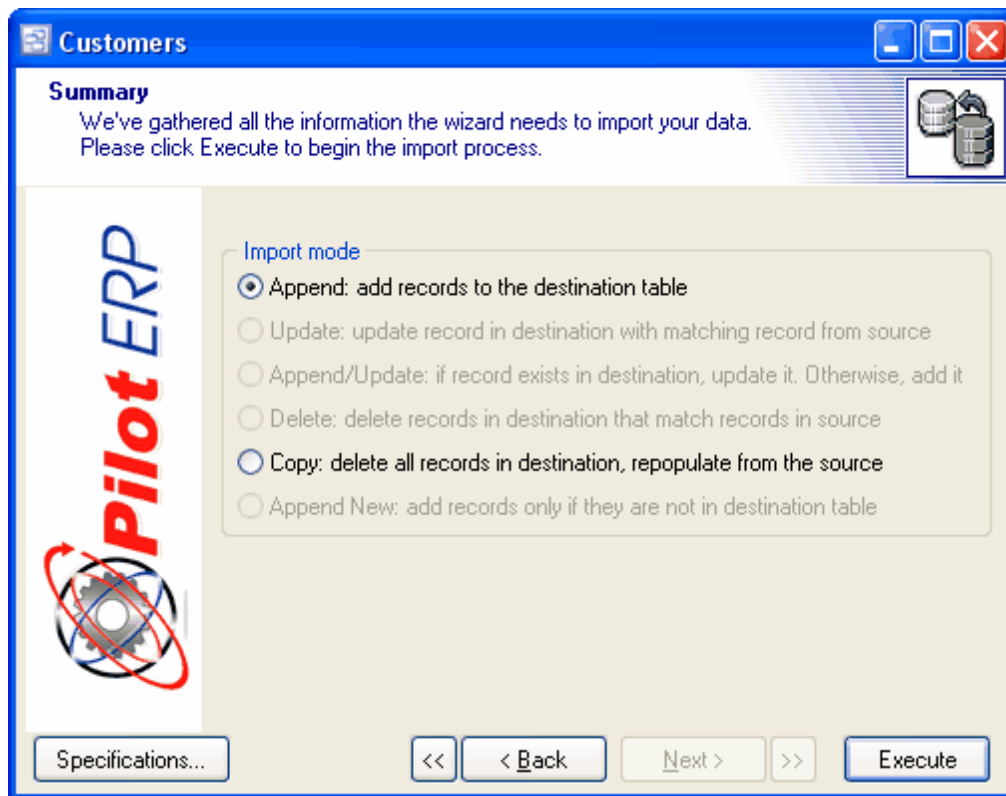 Customers
Summary
We've gathered all the information the wizard needs to import your data.
Please click Execute to begin the import process.
Pilot ERP
Import mode
Append: add records to the destination table
Update: update record in destination with matching record from source
Append/Update: if record exists in destination, update it. Otherwise, add it
Delete: delete records in destination that match records in source
Copy: delete all records in destination, repopulate from the source
Append New: add records only if they are not in destination table
Specifications...
<<
< Back
Next >
>>
Execute